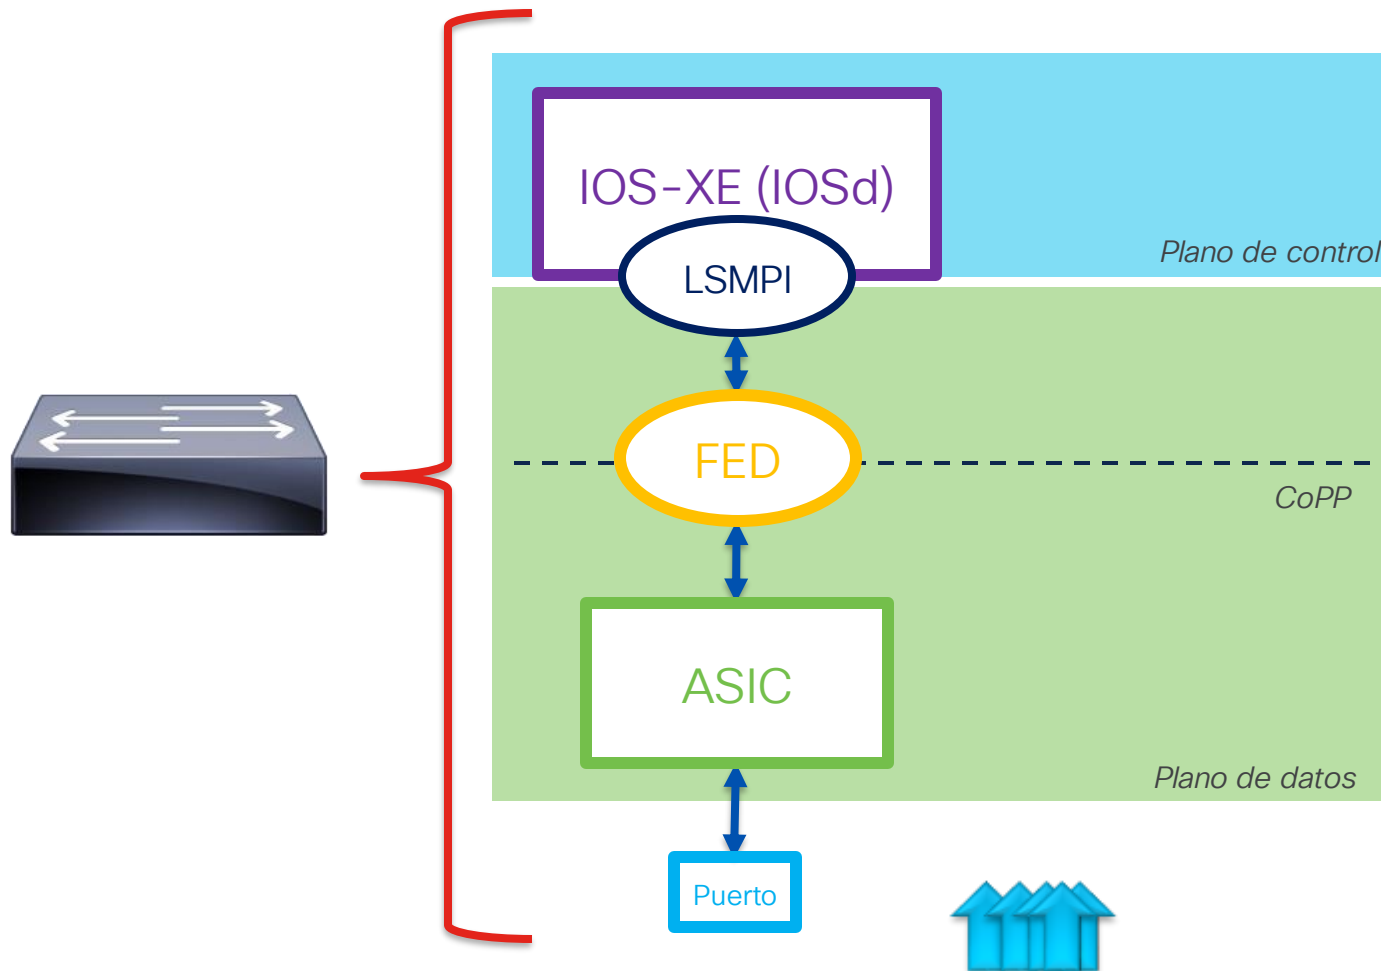 IOS-XE (IOSd)
Plano de control
LSMPI
FED
CoPP
ASIC
Plano de datos
Puerto